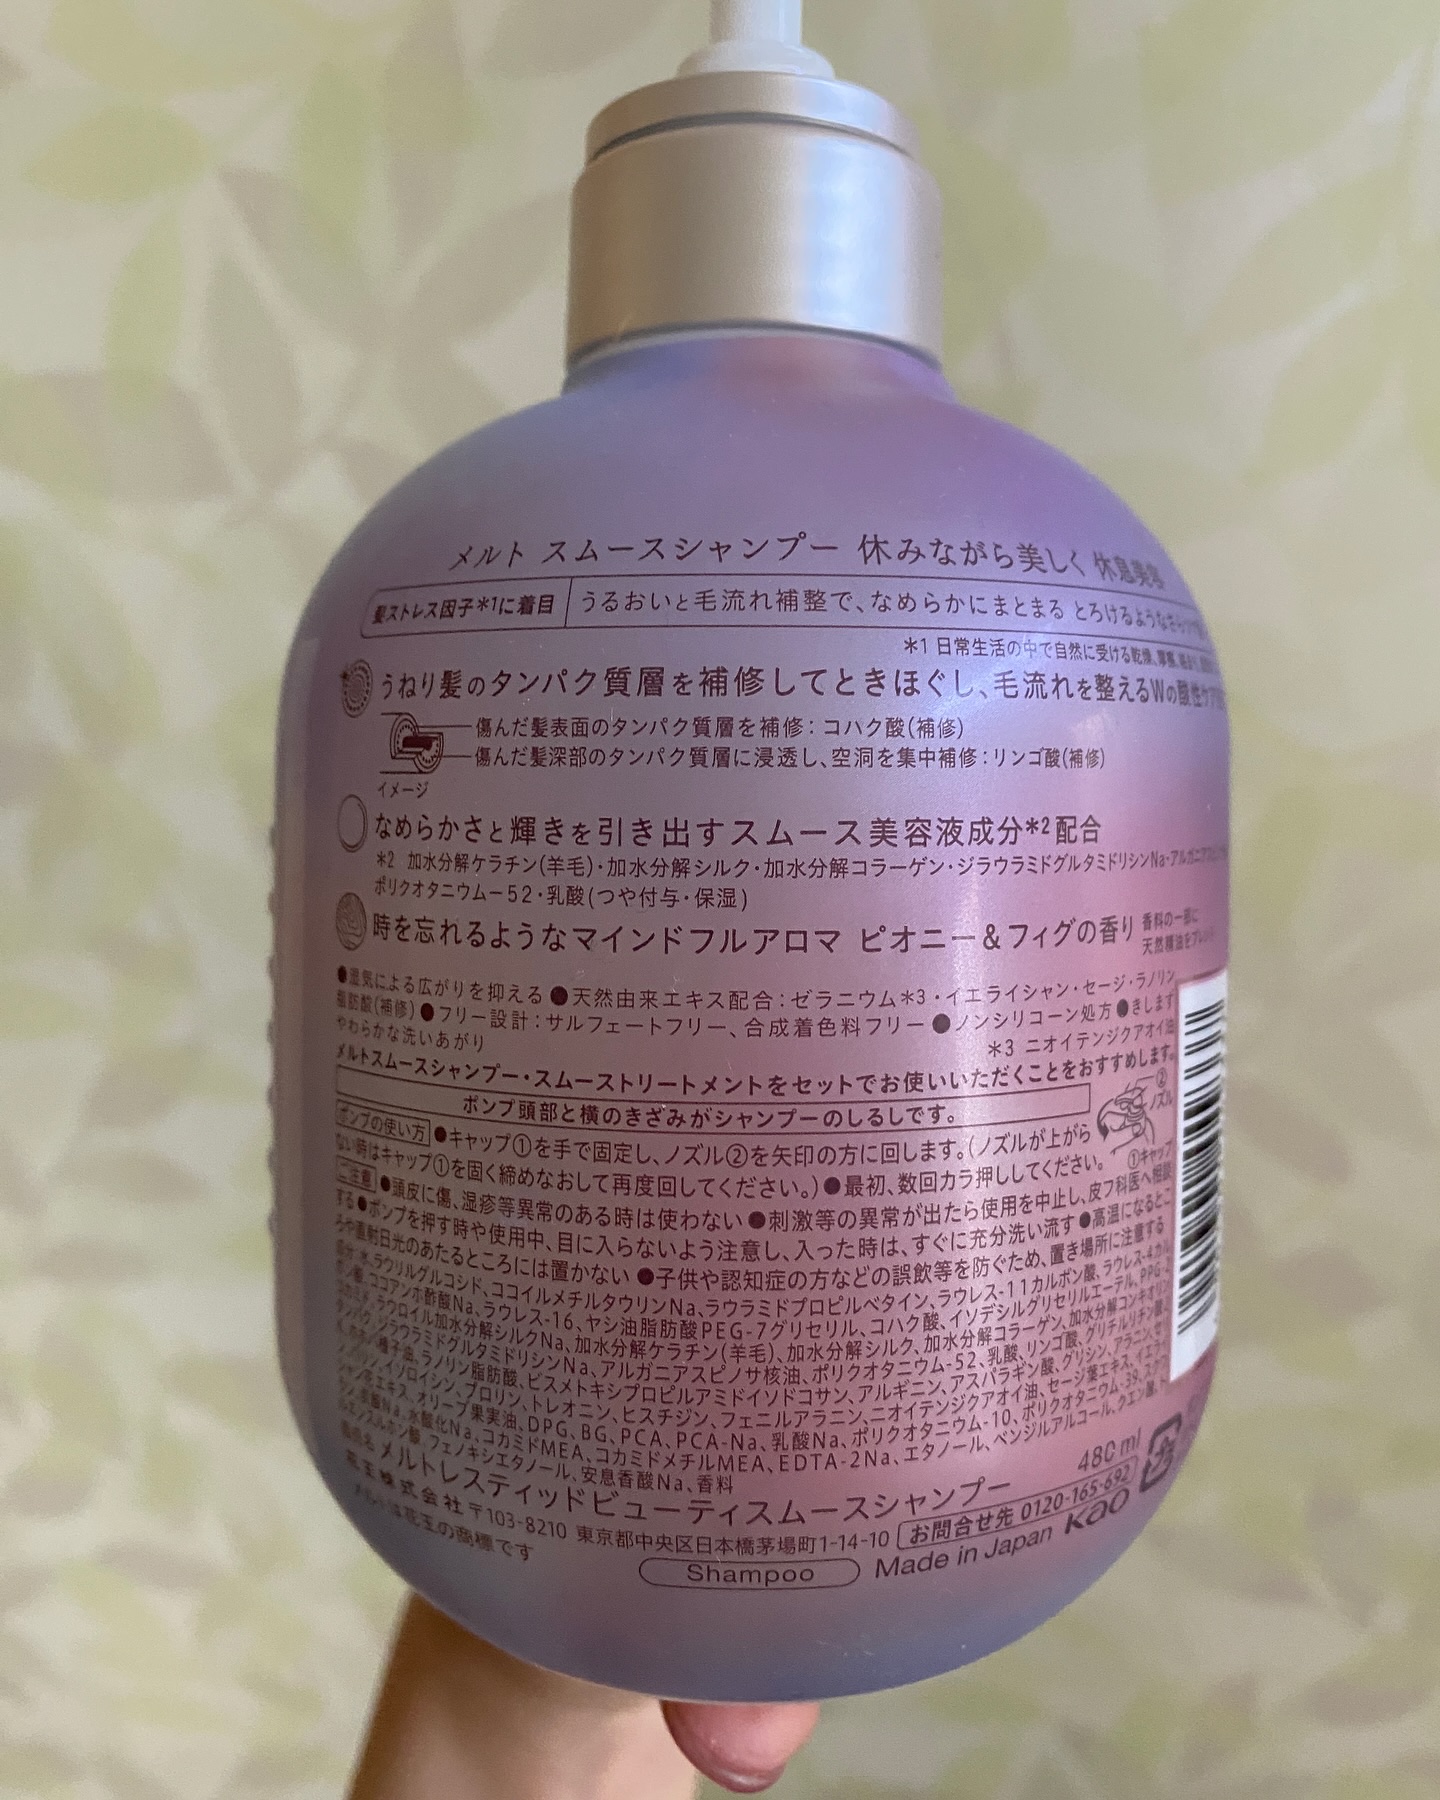 メルト スムースシャンプー 休みながら美しく 休息美容
髪ストレス因子*1に着目 うるおいと毛流れ補整で、なめらかにまとまる とろけるような
*1 日常生活の中で自然に受ける乾燥、摩擦
うねり髪のタンパク質層を補修してときほぐし、毛流れを整えるWの酸性ケア
傷んだ髪表面のタンパク質層を補修：コハク酸(補修)
傷んだ髪深部のタンパク質層に浸透し、空洞を集中補修：リンゴ酸(補修)
イメージ
なめらかさと輝きを引き出すスムース美容液成分*2配合
*2 加水分解ケラチン(羊毛)・加水分解シルク・加水分解コラーゲン・ジラウラミドグルタミドリシンNa・アルガニア
ポリクオタニウムー52・乳酸(つや付与・保湿)
時を忘れるようなマインドフルアロマ ピオニー＆フィグの香り 香料の一部に
天然精油をブレンド
●湿気による広がりを抑える ●天然由来エキス配合：ゼラニウム*3・イエライシャン・セージ・ラノリン
脂肪酸(補修) ●フリー設計：サルフェートフリー、合成着色料フリー ●ノンシリコーン処方 ●きしまず
やわらかな洗いあがり
*3 ニオイテンジクアオイ油
メルトスムースシャンプー・スムーストリートメントをセットでお使いいただくことをおすすめします。
ポンプ頭部と横のきざみがシャンプーのしるしです。
②
ノズル
①キャップ
ポンプの使い方 ●キャップ①を手で固定し、ノズル②を矢印の方に回します。(ノズルが上がら
ない時はキャップ①を固く締めなおして再度回してください。) ●最初、数回カラ押ししてください。
ご注意 ●頭皮に傷、湿疹等異常のある時は使わない ●刺激等の異常が出たら使用を中止し、皮フ科医へ相談
する ●ポンプを押す時や使用中、目に入らないよう注意し、入った時は、すぐに充分洗い流す ●高温になるとこ
ろや直射日光のあたるところには置かない ●子供や認知症の方などの誤飲等を防ぐため、置き場所に注意する
成分：水、ラウリルグルコシド、ココイルメチルタウリンNa、ラウラミドプロピルベタイン、ラウレス-11カルボン酸、ラウレス-4カル
ボン酸、ココアンホ酢酸Na、ラウレス-16、ヤシ油脂肪酸PEG-7グリセリル、コハク酸、イソデシルグリセリルエーテル、PPG-2
コカミド、ラウロイル加水分解シルクNa、加水分解ケラチン(羊毛)、加水分解シルク、加水分解コラーゲン、加水分解コンキオリン
タンパク、ジラウラミドグルタミドリシンNa、アルガニアスピノサ核油、ポリクオタニウム-52、乳酸、リンゴ酸、グリチルリチン酸2
種子油、ラノリン脂肪酸、ビスメトキシプロピルアミドイソドコサン、アルギニン、アスパラギン酸、グリシン、アラニン、セリン
イソロイシン、プロリン、トレオニン、ヒスチジン、フェニルアラニン、ニオイテンジクアオイ油、セージ葉エキス、イエライ
シャン花エキス、オリーブ果実油、DPG、BG、PCA、PCA-Na、乳酸Na、ポリクオタニウム-10、ポリクオタニウム-39
Na、水酸化Na、コカミドMEA、コカミドメチルMEA、EDTA-2Na、エタノール、ベンジルアルコール、クエン酸
フェノキシエタノール、安息香酸Na、香料
メルトレスティッドビューティスムースシャンプー 480ml
花王株式会社 〒103-8210 東京都中央区日本橋茅場町1-14-10 お問合せ先 0120-165-692
メルトは花王の商標です
Shampoo Made in Japan Kao
プラ